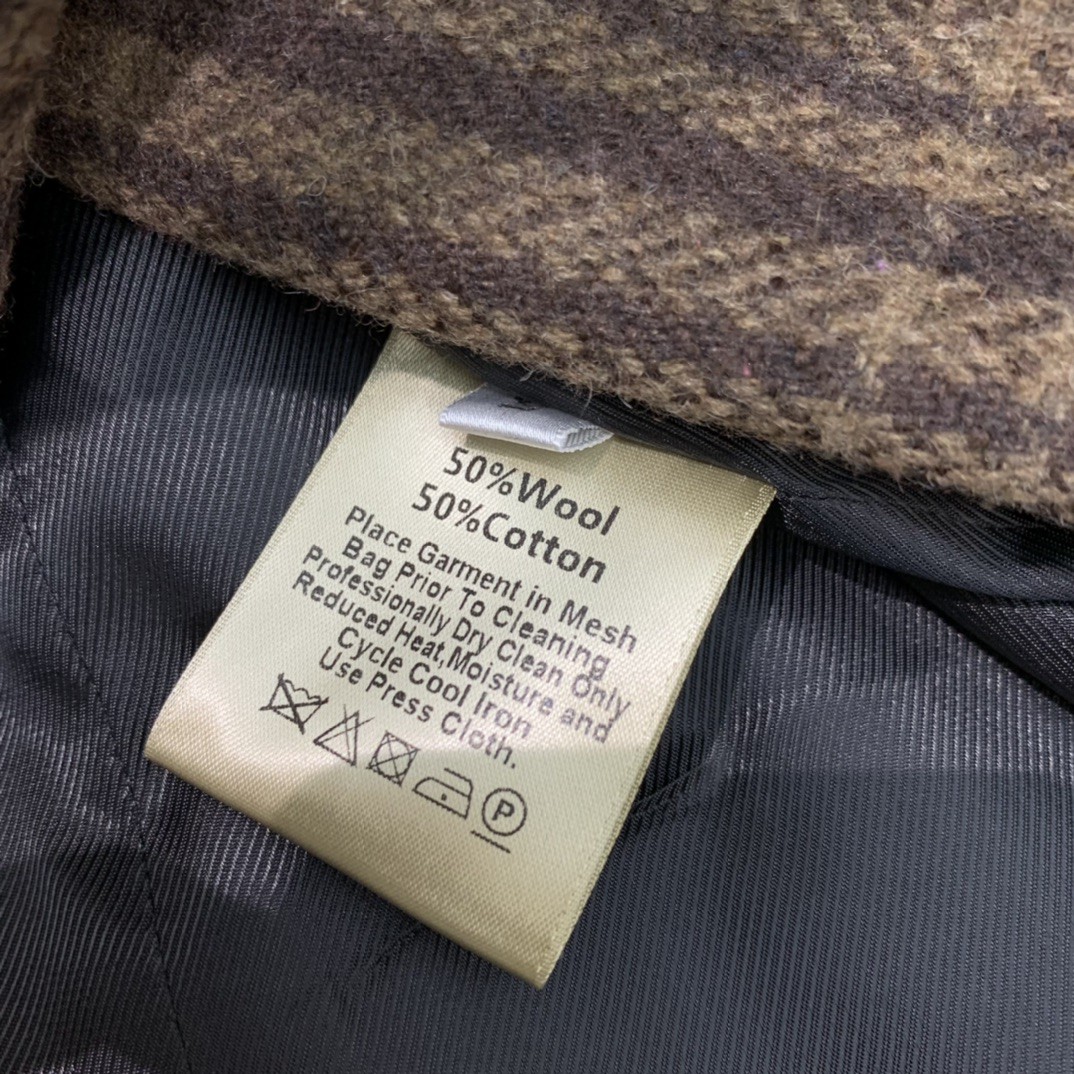 50%Wool
50%Cotton
Place Garment in Mesh
Bag Prior To Cleaning
Professionally Dry Clean Only
Reduced Heat,Moisture and
Cycle Cool Iron
Use Press Cloth.
P